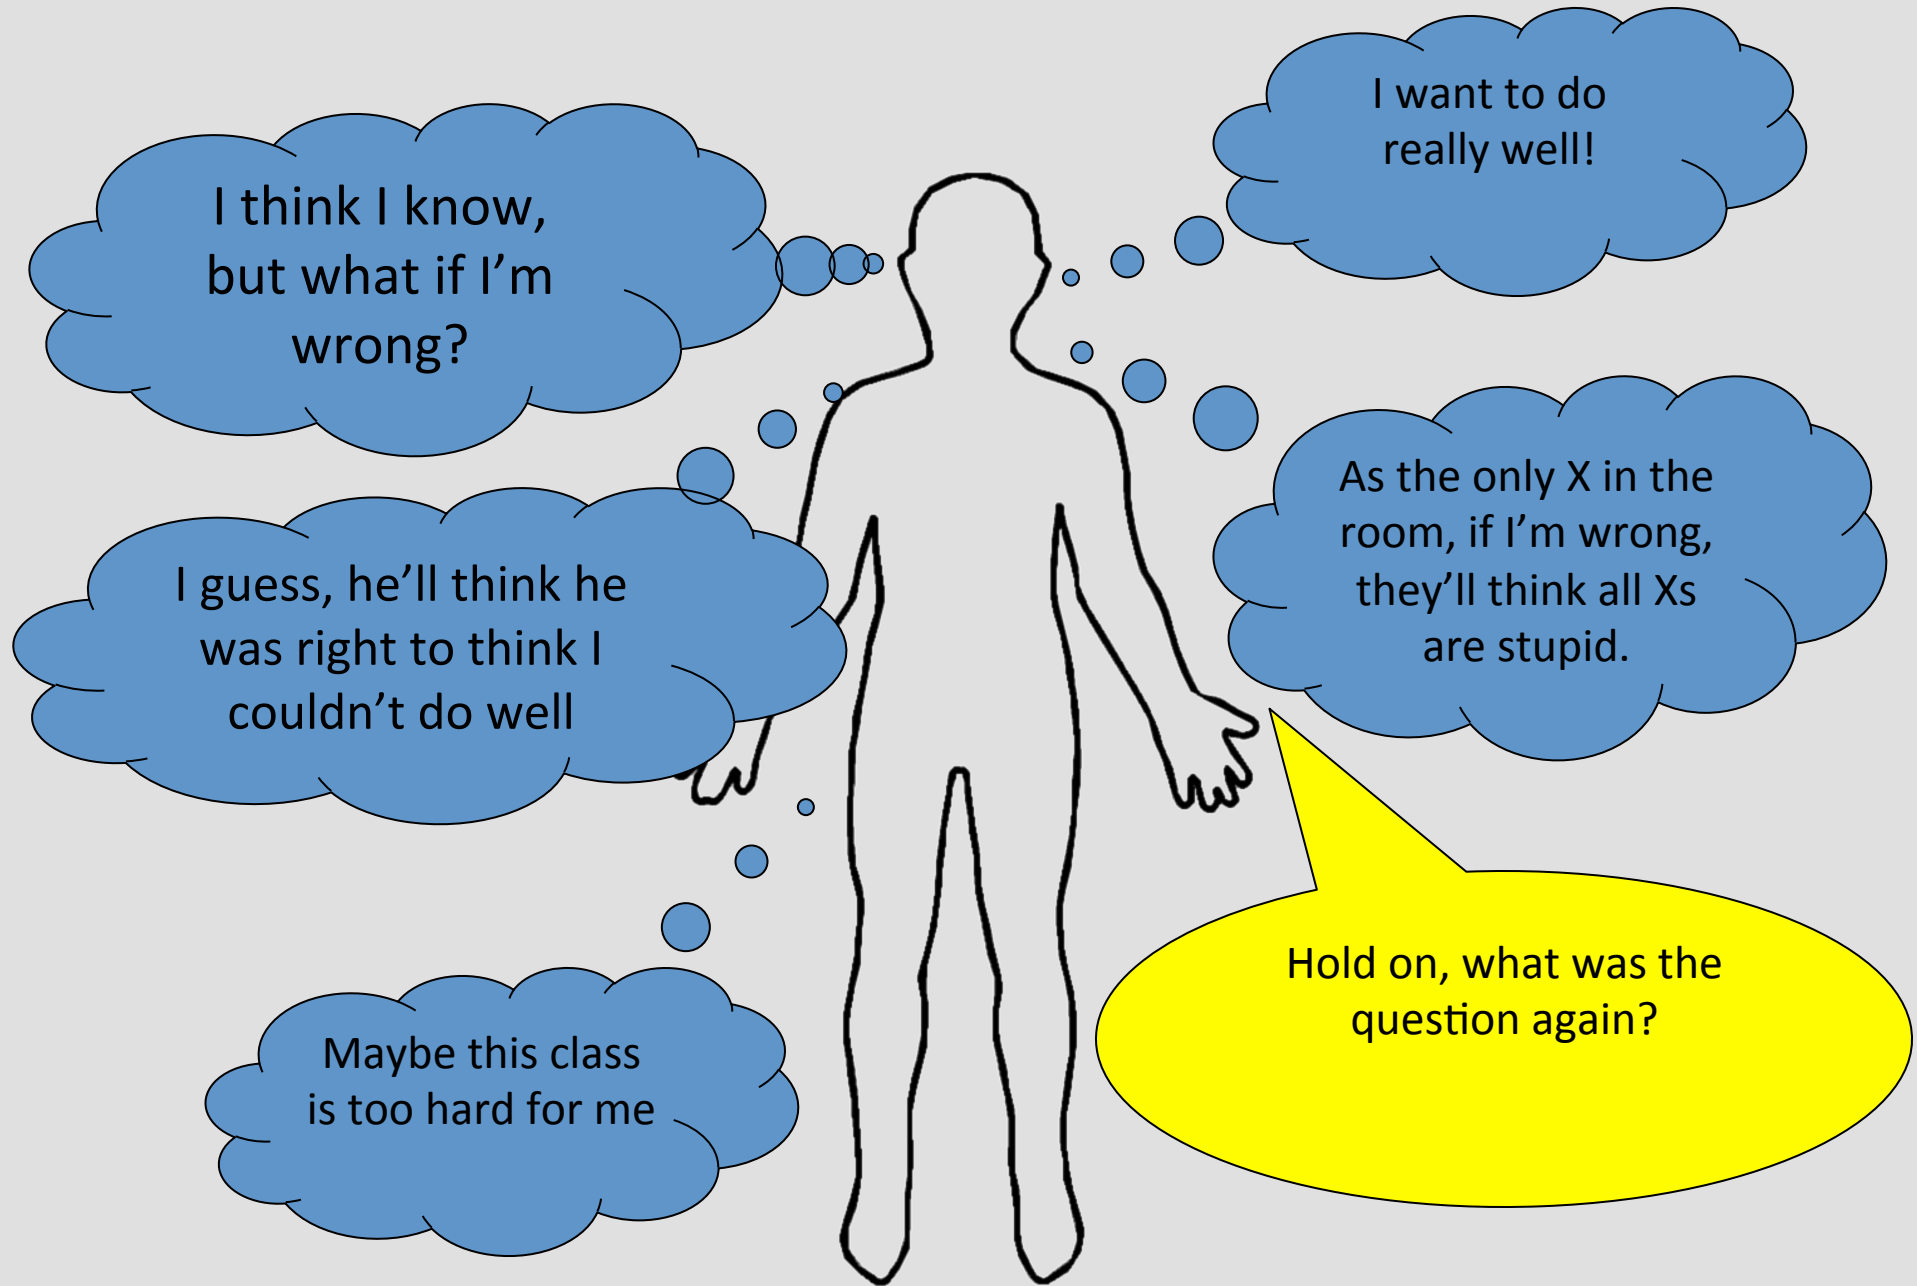 I think I know,
but what if I’m
wrong?
I want to do
really well!
I guess, he’ll think he
was right to think I
couldn’t do well
As the only X in the
room, if I’m wrong,
they’ll think all Xs
are stupid.
Maybe this class
is too hard for me
Hold on, what was the
question again?